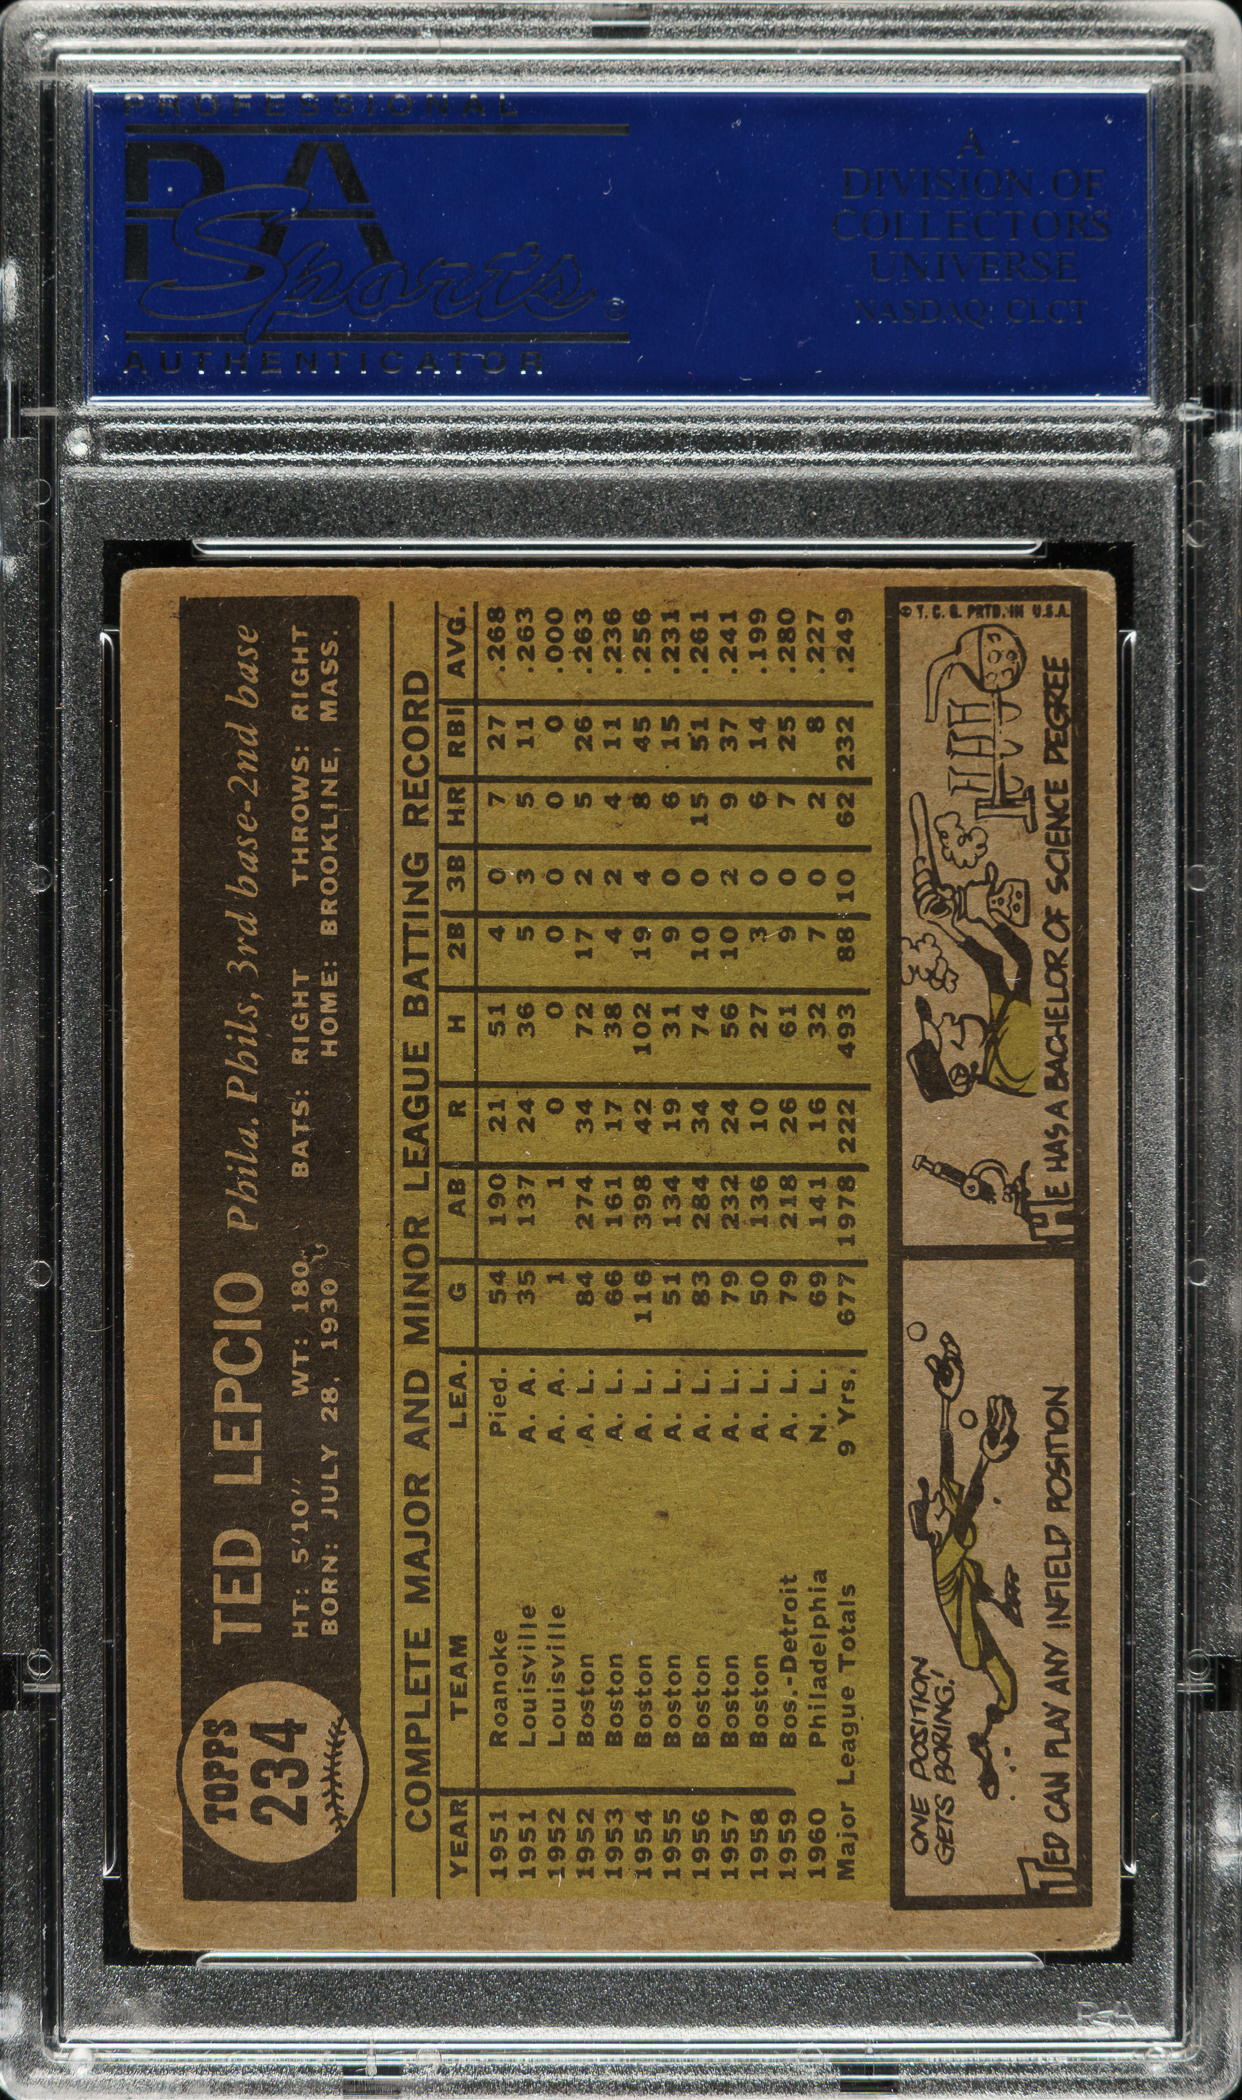 PROFESSIONAL
PSA
Sports®
AUTHENTICATOR
A
DIVISION OF
COLLECTORS
UNIVERSE
NASDAQ: CLCT
TOPPS
234
TED LEPCIO Phila. Phils, 3rd base-2nd base
HT: 5'10" WT: 180 BATS: RIGHT THROWS: RIGHT
BORN: JULY 28, 1930 HOME: BROOKLINE, MASS.
COMPLETE MAJOR AND MINOR LEAGUE BATTING RECORD
YEAR TEAM LEA. G AB R H 2B 3B HR RBI AVG.
1951 Roanoke Pied. 54 190 21 51 4 0 7 27 .268
1951 Louisville A. A. 35 137 24 36 5 3 5 11 .263
1952 Louisville A. A. 1 1 0 0 0 0 0 0 .000
1952 Boston A. L. 84 274 34 72 17 2 5 26 .263
1953 Boston A. L. 66 161 17 38 4 2 4 11 .236
1954 Boston A. L. 116 398 42 102 19 4 8 45 .256
1955 Boston A. L. 51 134 19 31 9 0 6 15 .231
1956 Boston A. L. 83 284 34 74 10 0 15 51 .261
1957 Boston A. L. 79 232 24 56 10 2 9 37 .241
1958 Boston A. L. 50 136 10 27 3 0 6 14 .199
1959 Bos.-Detroit A. L. 79 218 26 61 9 0 7 25 .280
1960 Philadelphia N. L. 69 141 16 32 7 0 2 8 .227
Major League Totals 9 Yrs. 677 1978 222 493 88 10 62 232 .249
ONE POSITION
GETS BORING!
TED CAN PLAY ANY INFIELD POSITION
HE HAS A BACHELOR OF SCIENCE DEGREE
© T. C. G. PRTD. IN U.S.A.
PSA